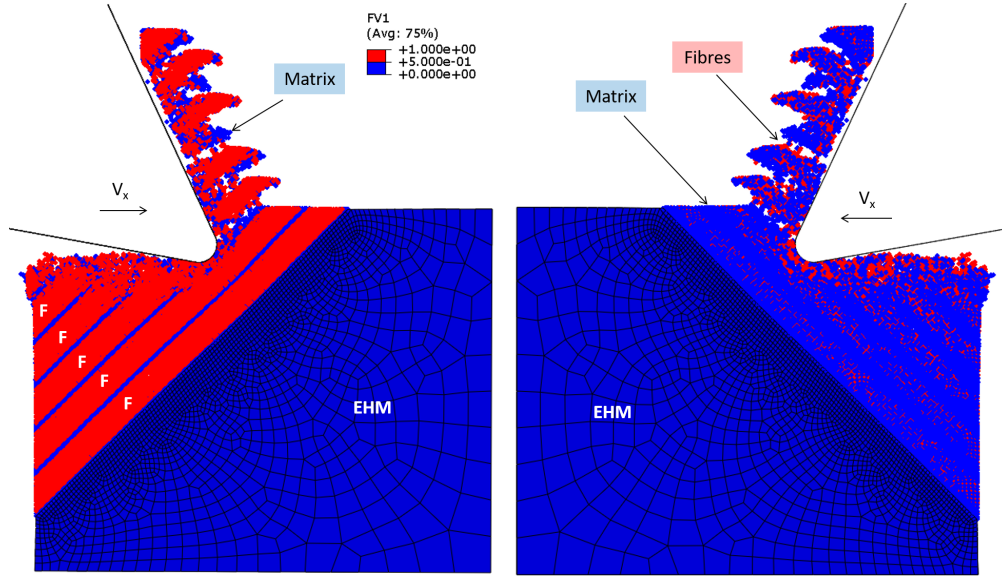 FV1
(Avg: 75%)
+1.000e+00
+5.000e-01
+0.000e+00
Matrix
Fibres
Matrix
Vx
Vx
F
F
F
F
F
EHM
EHM